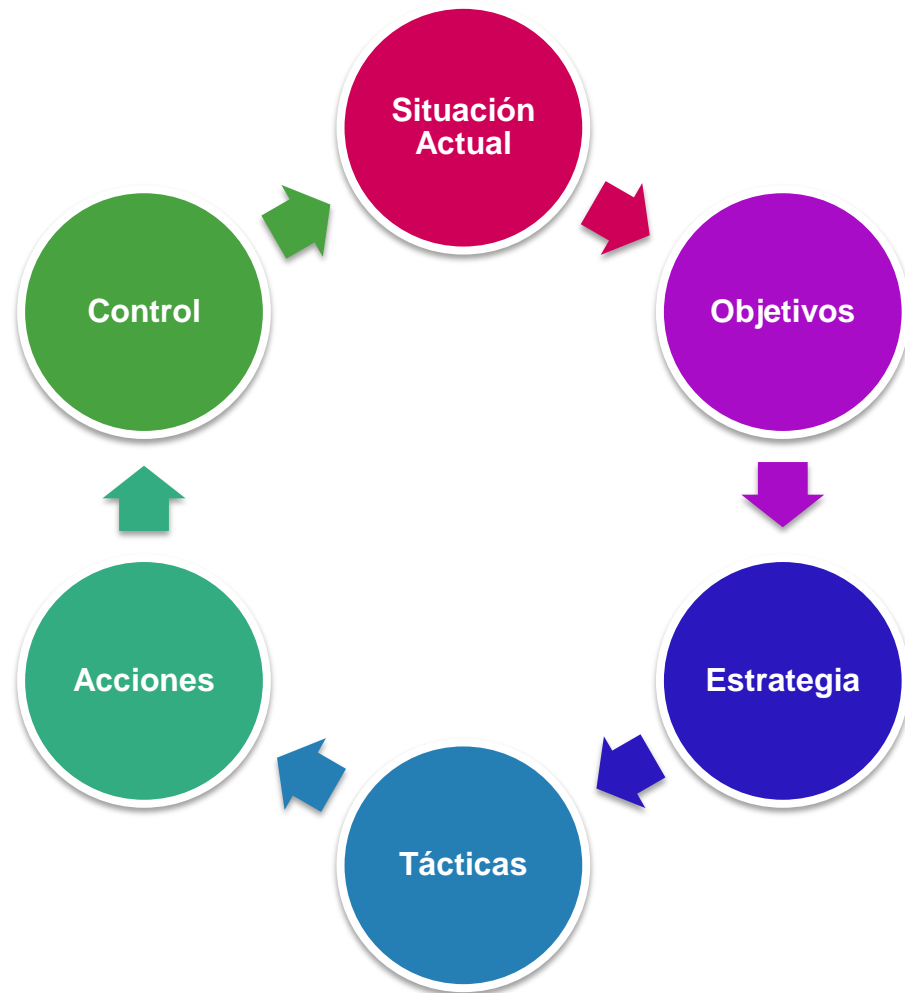 Situación
Actual
Objetivos
Estrategia
Tácticas
Acciones
Control